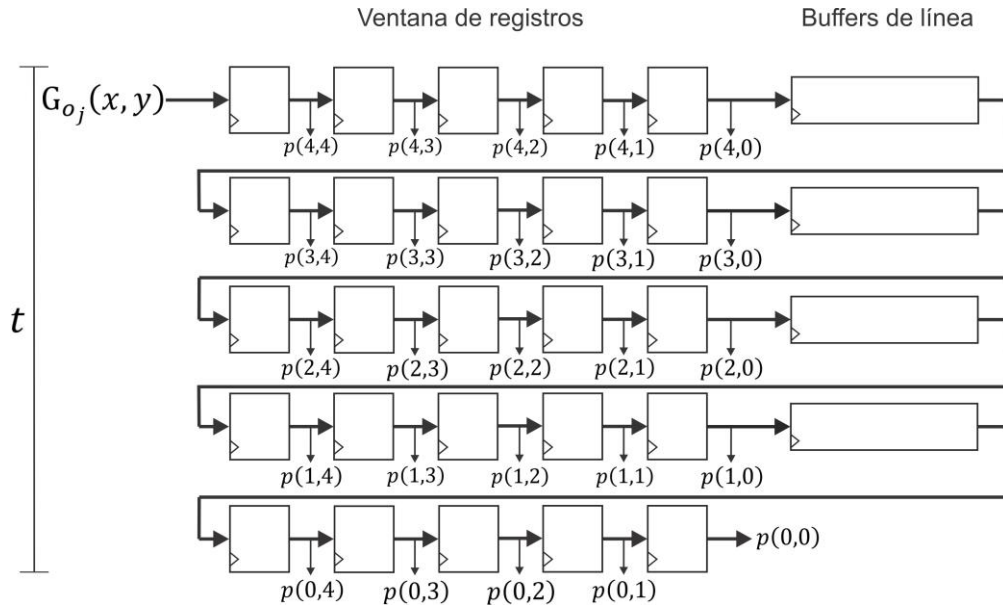 Ventana de registros Buffers de línea
G_{o_j}(x, y)
p(4,4) p(4,3) p(4,2) p(4,1) p(4,0)
p(3,4) p(3,3) p(3,2) p(3,1) p(3,0)
t
p(2,4) p(2,3) p(2,2) p(2,1) p(2,0)
p(1,4) p(1,3) p(1,2) p(1,1) p(1,0)
p(0,0)
p(0,4) p(0,3) p(0,2) p(0,1)